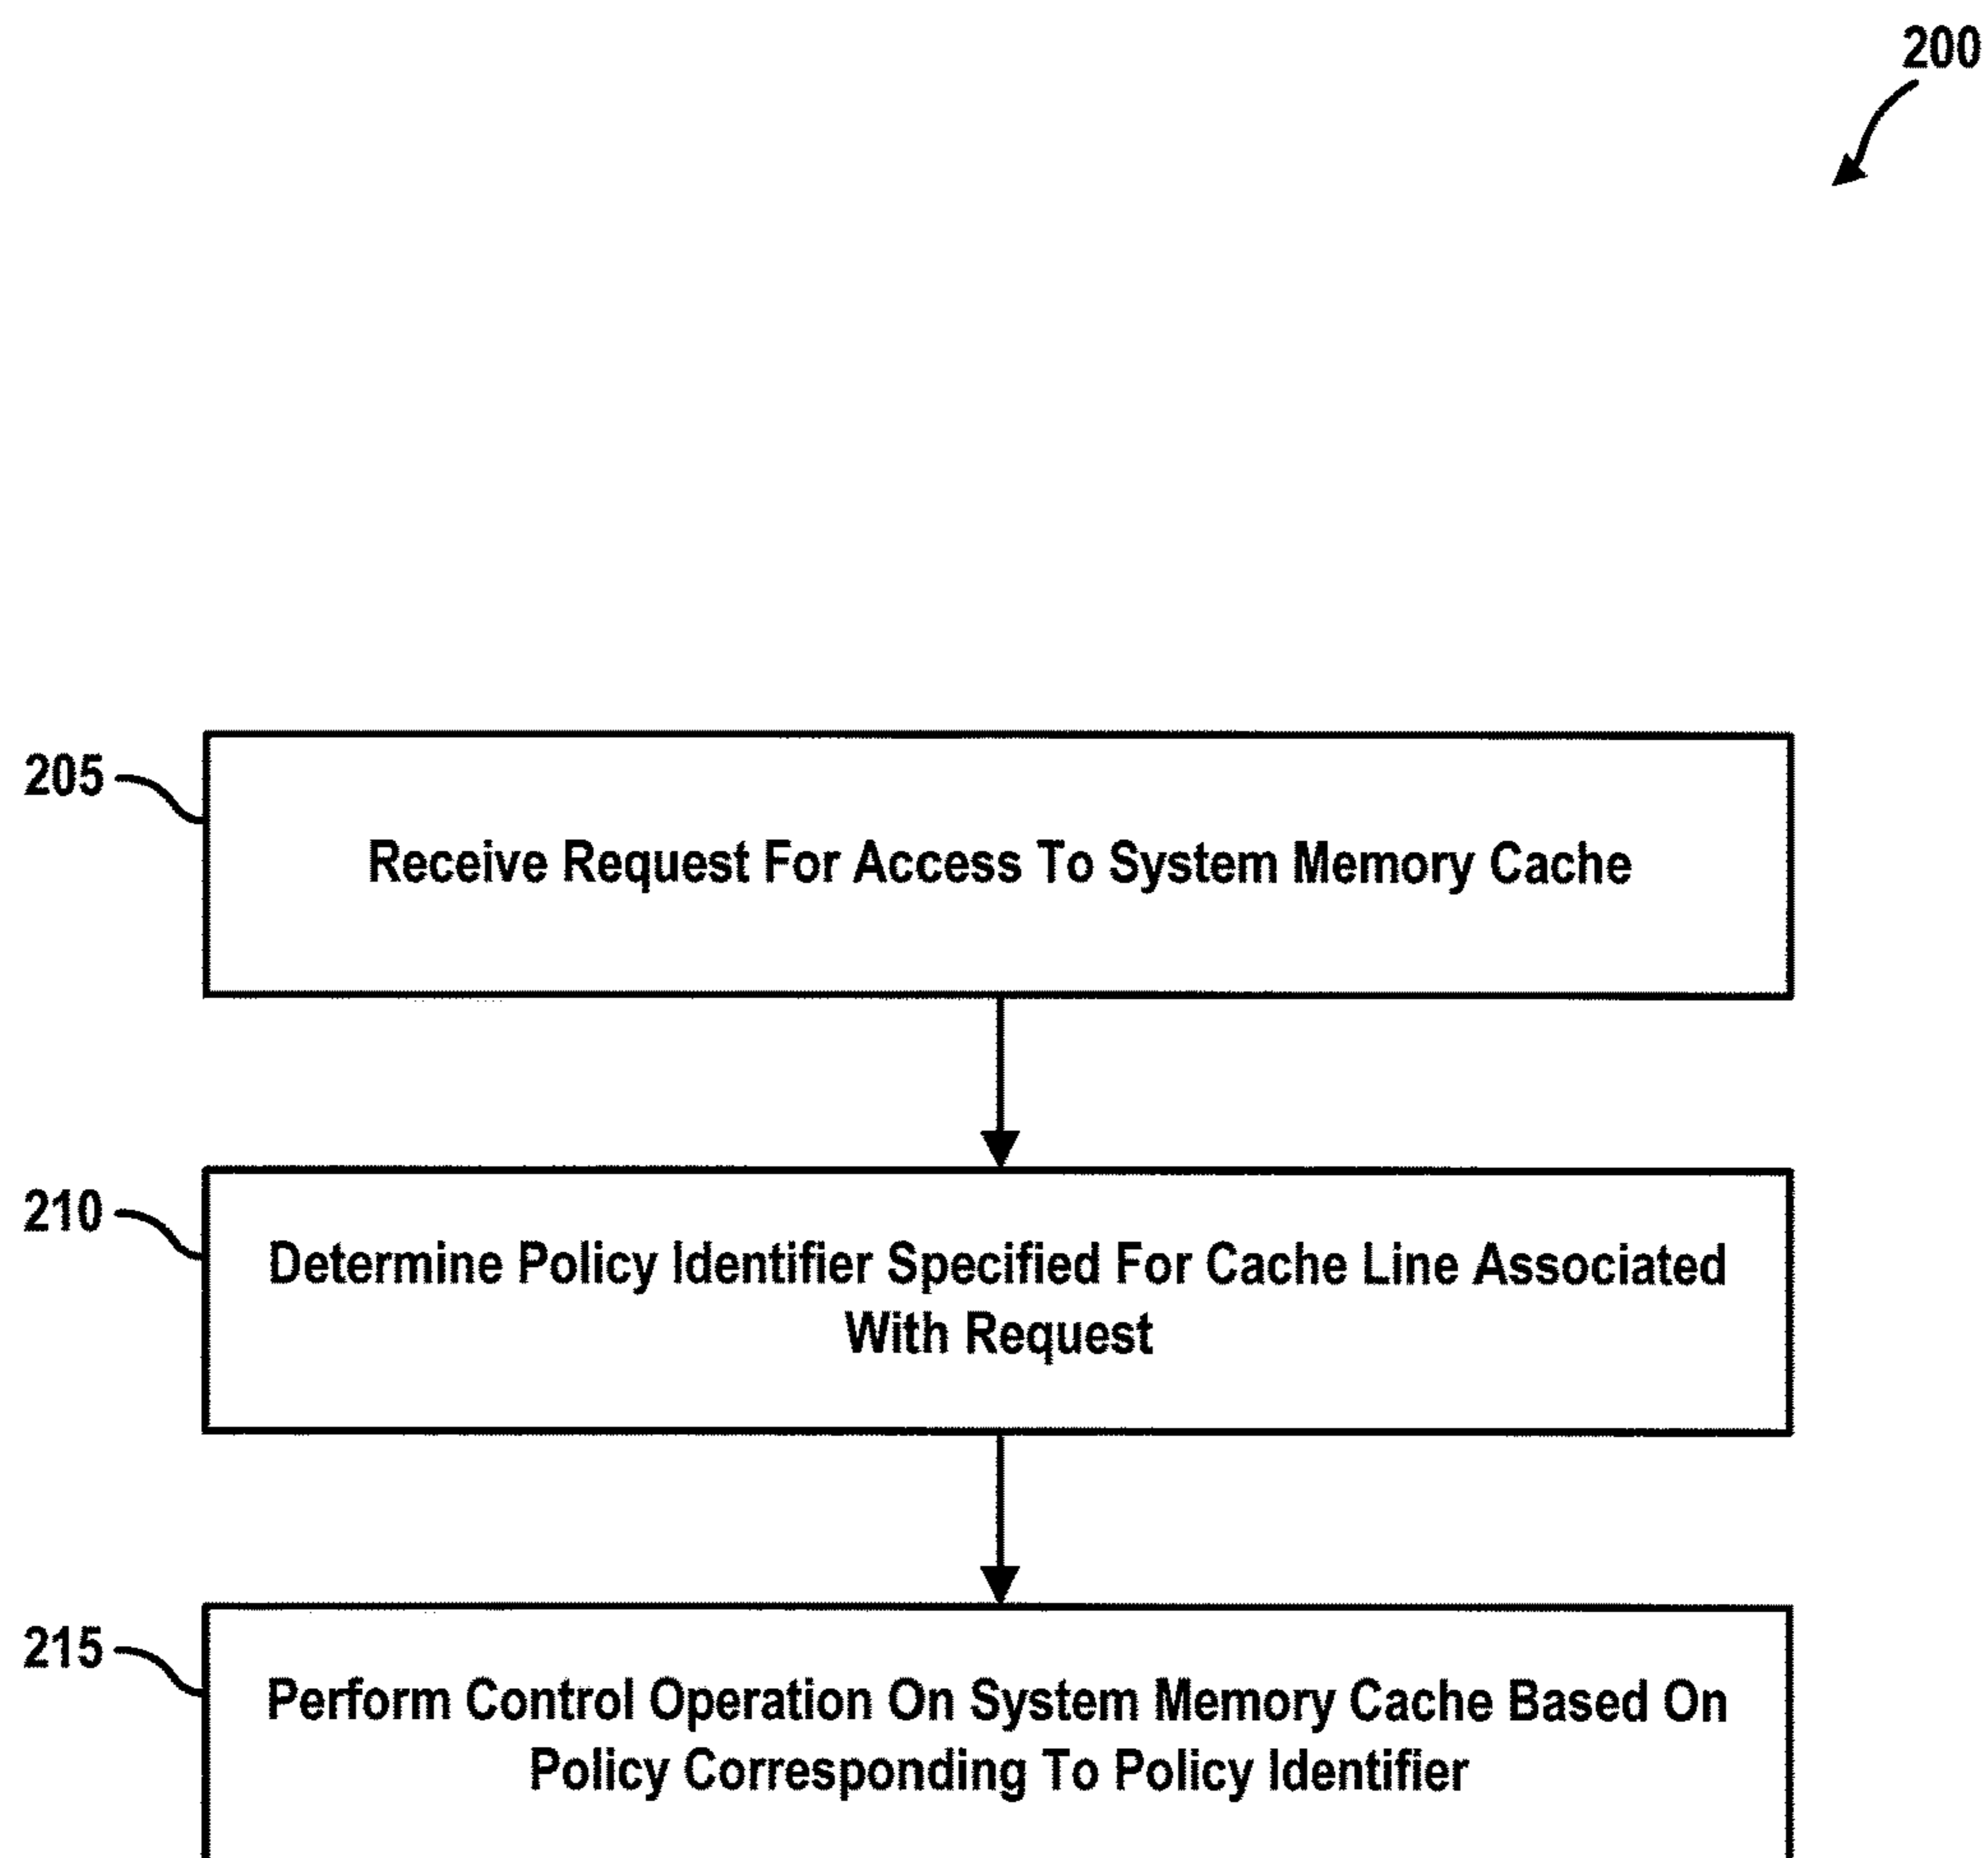 200
205
Receive Request For Access To System Memory Cache
210
Determine Policy Identifier Specified For Cache Line Associated
With Request
215
Perform Control Operation On System Memory Cache Based On
Policy Corresponding To Policy Identifier